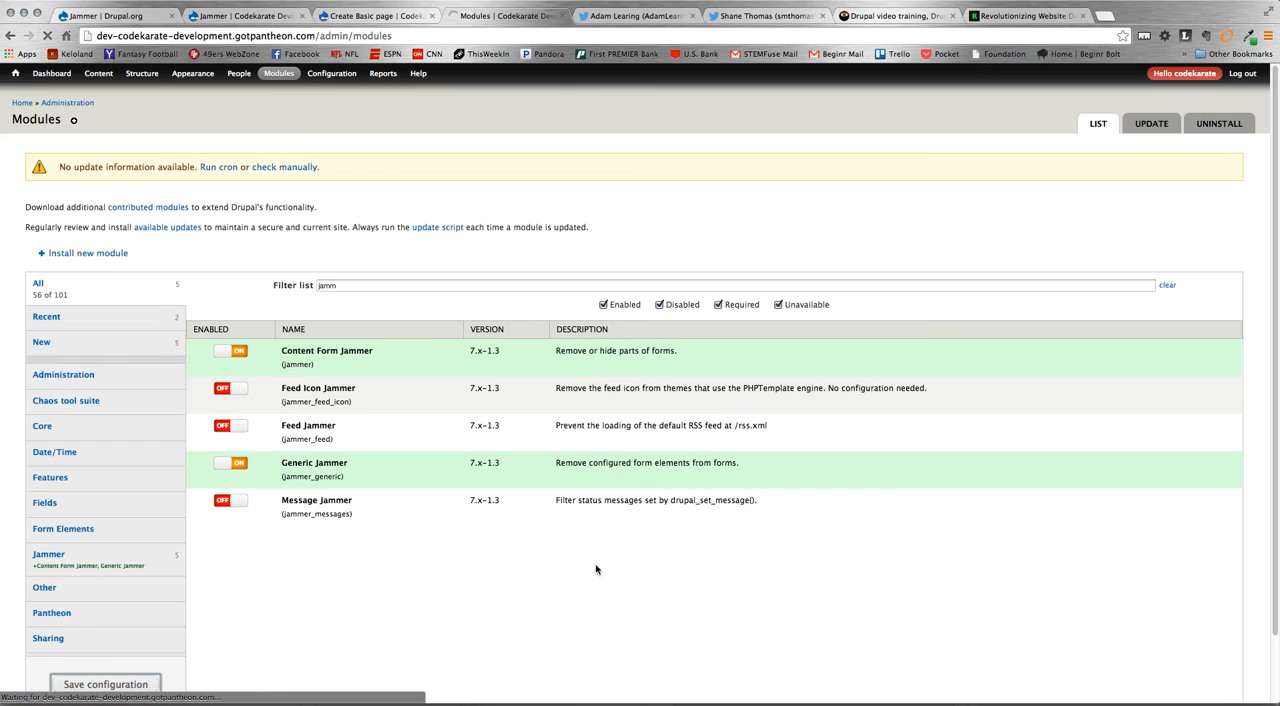 Jammer | Drupal.org
Jammer | Codekarate Deve
Create Basic page | Codek
Modules | Codekarate Dev
Adam Learing (AdamLearin
Shane Thomas (smthomas
Drupal video training, Dru
Revolutionizing Website D
dev-codekarate-development.gotpantheon.com/admin/modules
Apps
Keloland
Fantasy Football
49ers WebZone
Facebook
NFL
ESPN
CNN
ThisWeekIn
Pandora
First PREMIER Bank
U.S. Bank
STEMFuse Mail
Beginr Mail
Trello
Pocket
Foundation
Home | Beginr Bolt
Other Bookmarks
Dashboard
Content
Structure
Appearance
People
Modules
Configuration
Reports
Help
Hello codekarate
Log out
Home » Administration
Modules
LIST
UPDATE
UNINSTALL
No update information available. Run cron or check manually.
Download additional contributed modules to extend Drupal's functionality.
Regularly review and install available updates to maintain a secure and current site. Always run the update script each time a module is updated.
+ Install new module
All 5
56 of 101
Recent 2
New 5
Administration
Chaos tool suite
Core
Date/Time
Features
Fields
Form Elements
Jammer 5
+Content Form Jammer, Generic Jammer
Other
Pantheon
Sharing
Save configuration
Filter list jamm clear
Enabled Disabled Required Unavailable
ENABLED NAME VERSION DESCRIPTION
ON Content Form Jammer 7.x-1.3 Remove or hide parts of forms.
(jammer)
OFF Feed Icon Jammer 7.x-1.3 Remove the feed icon from themes that use the PHPTemplate engine. No configuration needed.
(jammer_feed_icon)
OFF Feed Jammer 7.x-1.3 Prevent the loading of the default RSS feed at /rss.xml
(jammer_feed)
ON Generic Jammer 7.x-1.3 Remove configured form elements from forms.
(jammer_generic)
OFF Message Jammer 7.x-1.3 Filter status messages set by drupal_set_message().
(jammer_messages)
Waiting for dev-codekarate-development.gotpantheon.com...